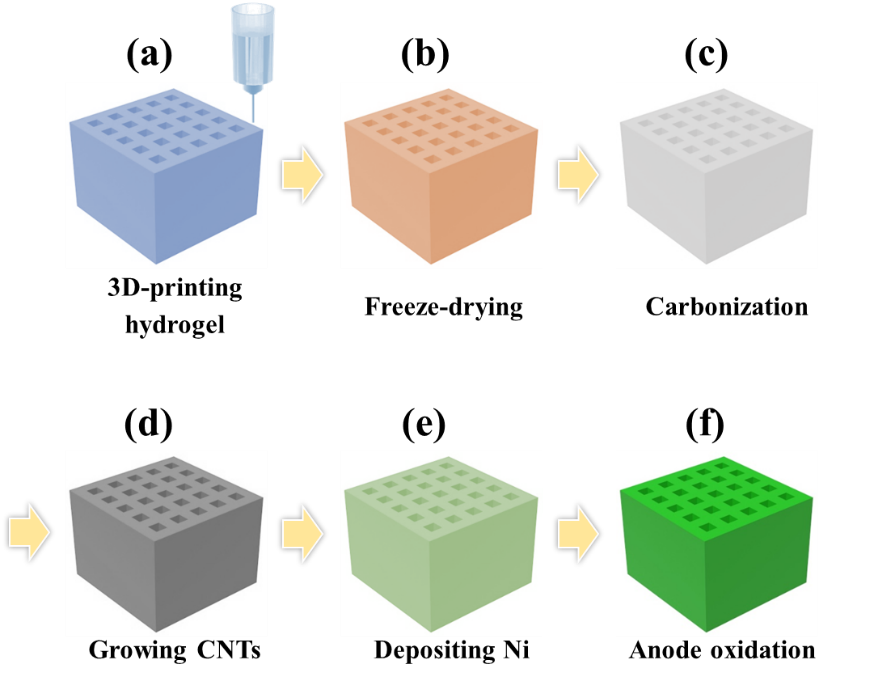 (a)
(b)
(c)
3D-printing
hydrogel
Freeze-drying
Carbonization
(d)
(e)
(f)
Growing CNTs
Depositing Ni
Anode oxidation